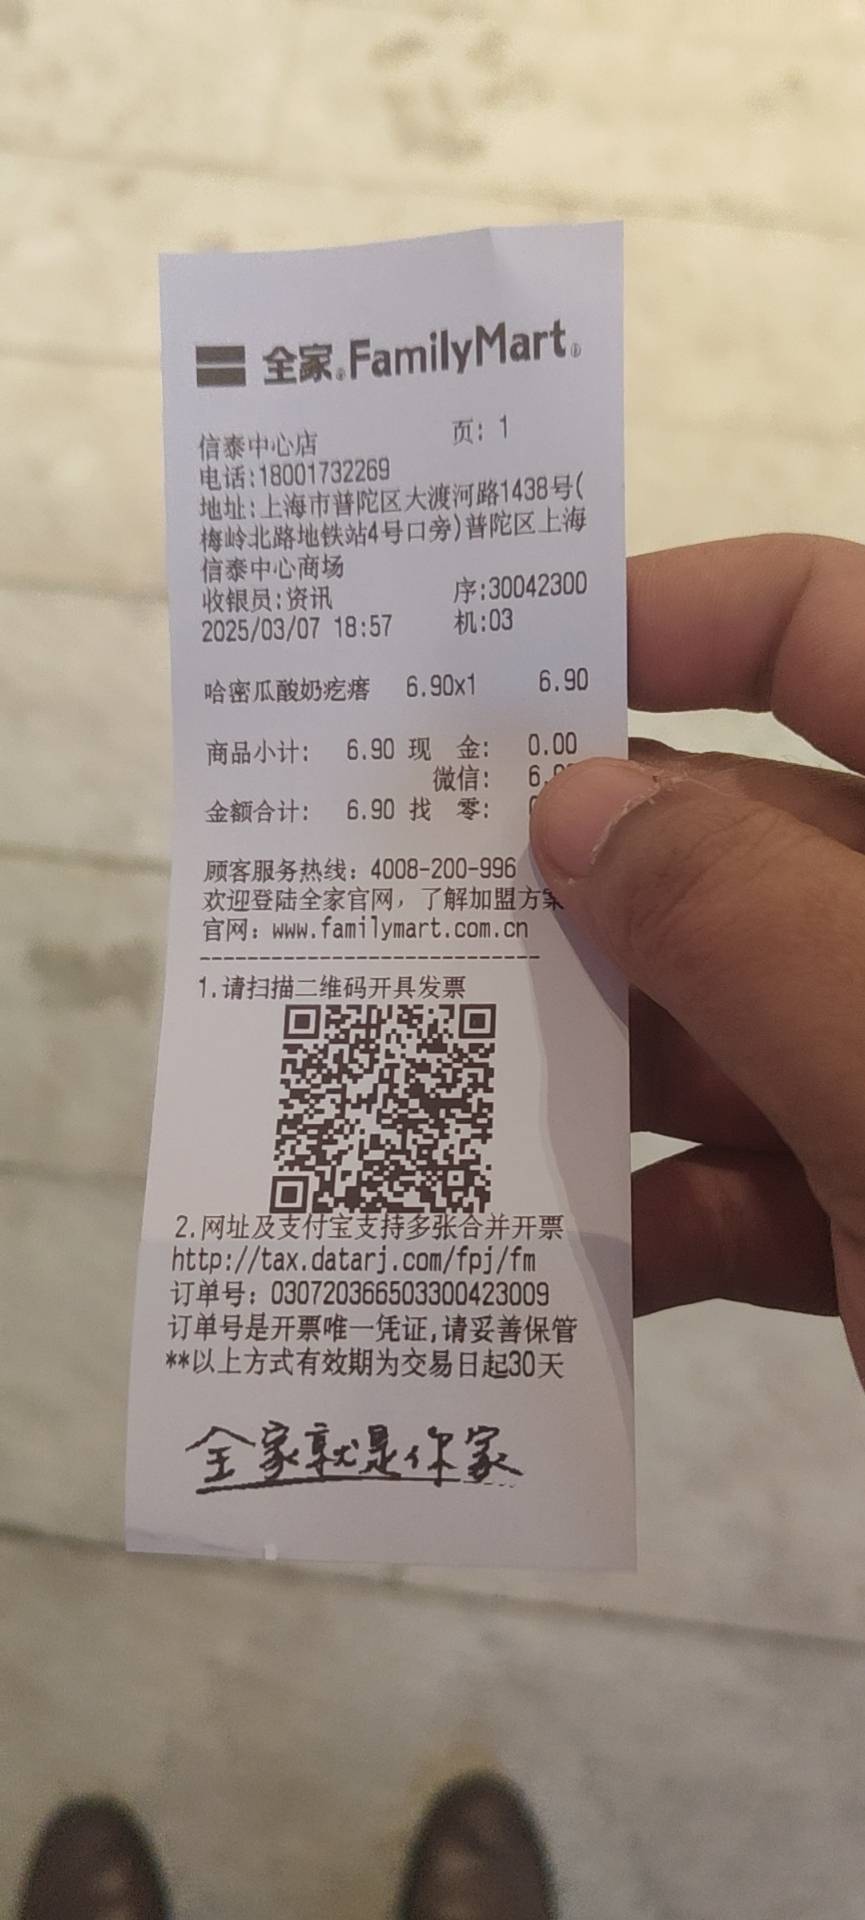 全家 FamilyMart
信泰中心店 页: 1
电话:18001732269
地址:上海市普陀区大渡河路1438号(
梅岭北路地铁站4号口旁)普陀区上海
信泰中心商场
收银员:资讯 序:30042300
2025/03/07 18:57 机:03
哈密瓜酸奶疙瘩 6.90x1 6.90
商品小计: 6.90 现 金: 0.00
微信:
金额合计: 6.90 找 零:
顾客服务热线: 4008-200-996
欢迎登陆全家官网, 了解加盟方案
官网: www.familymart.com.cn
1.请扫描二维码开具发票
2.网址及支付宝支持多张合并开票
http://tax.datarj.com/fpj/fm
订单号: 030720366503300423009
订单号是开票唯一凭证,请妥善保管
**以上方式有效期为交易日起30天
全家就是你家